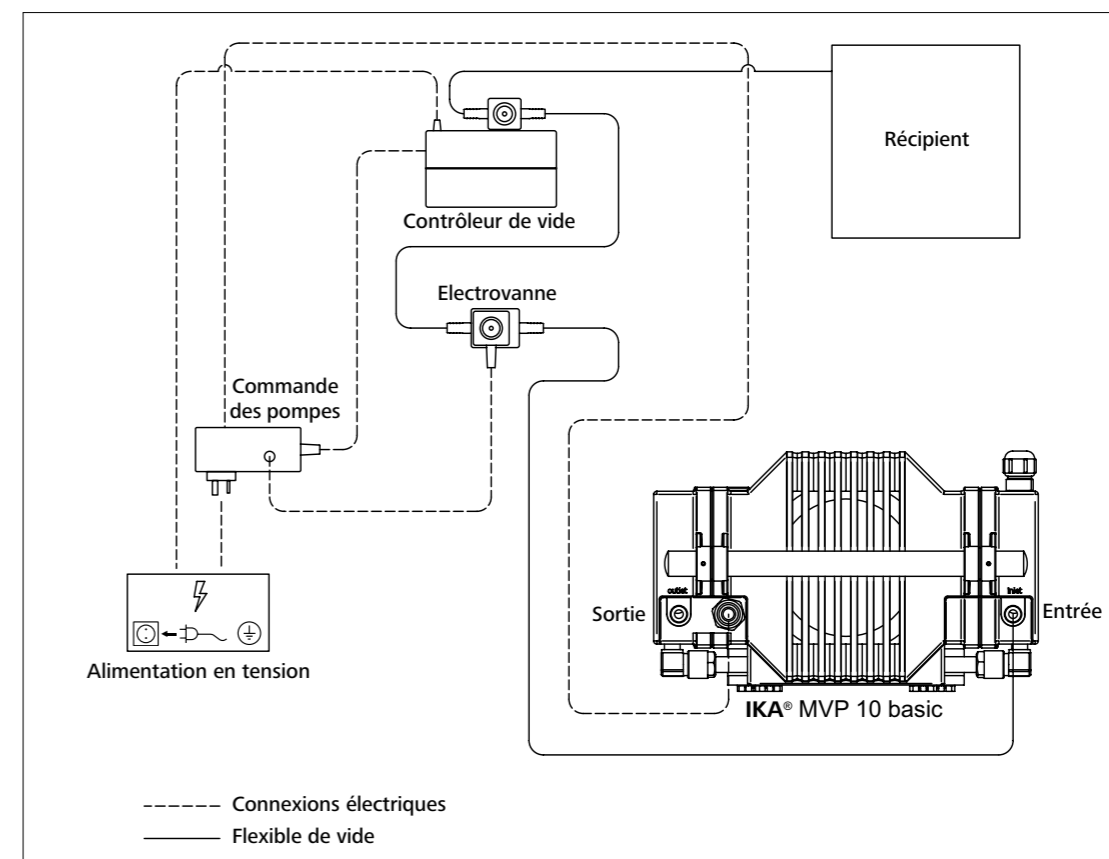 Récipient
Contrôleur de vide
Electrovanne
Commande
des pompes
outlet
inlet
Sortie
Entrée
Alimentation en tension
IKA® MVP 10 basic
Connexions électriques
Flexible de vide